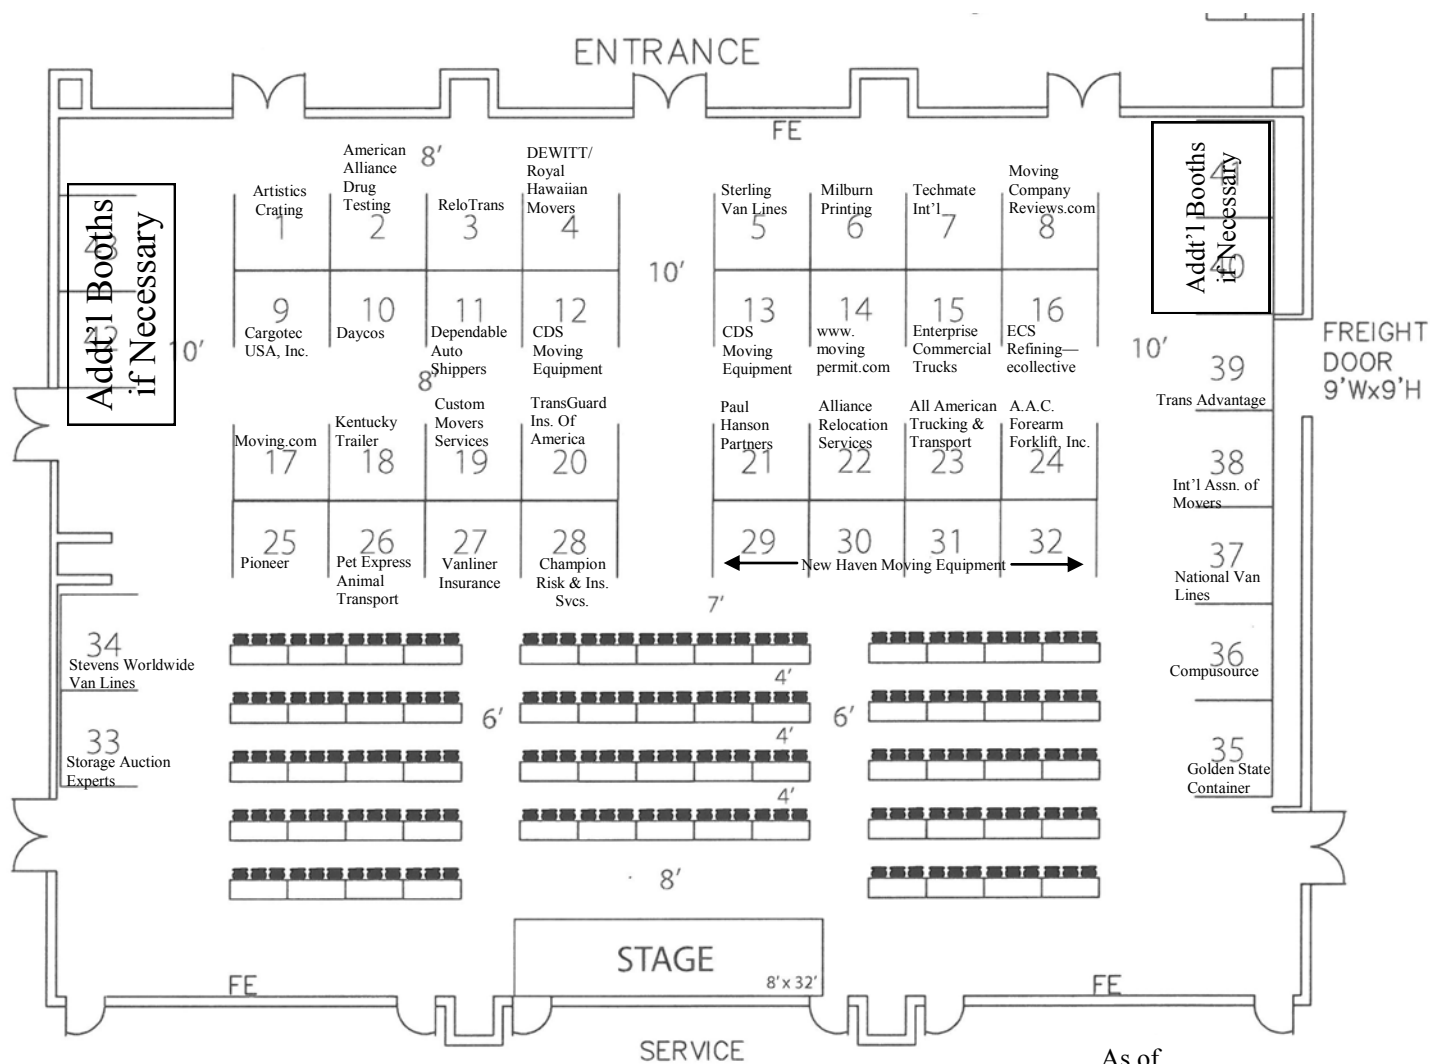 ENTRANCE
FE
8'
Artistics
Crating
1
American
Alliance
Drug
Testing
2
ReloTrans
3
DEWITT/
Royal
Hawaiian
Movers
4
Sterling
Van Lines
5
Milburn
Printing
6
Techmate
Int'l
7
Moving
Company
Reviews.com
8
41
40
Addt'l Booths
if Necessary
43
42
Addt'l Booths
if Necessary
10'
10'
10'
9
Cargotec
USA, Inc.
10
Daycos
11
Dependable
Auto
Shippers
12
CDS
Moving
Equipment
13
CDS
Moving
Equipment
14
www.
moving
permit.com
15
Enterprise
Commercial
Trucks
16
ECS
Refining—
ecollective
FREIGHT
DOOR
9'Wx9'H
39
Trans Advantage
8'
Moving.com
17
Kentucky
Trailer
18
Custom
Movers
Services
19
TransGuard
Ins. Of
America
20
Paul
Hanson
Partners
21
Alliance
Relocation
Services
22
All American
Trucking &
Transport
23
A.A.C.
Forearm
Forklift, Inc.
24
38
Int'l Assn. of
Movers
25
Pioneer
26
Pet Express
Animal
Transport
27
Vanliner
Insurance
28
Champion
Risk & Ins.
Svcs.
29
30
31
32
New Haven Moving Equipment
37
National Van
Lines
7'
34
Stevens Worldwide
Van Lines
36
Compusource
33
Storage Auction
Experts
35
Golden State
Container
4'
6'
6'
4'
4'
8'
STAGE
8'x 32'
FE
FE
SERVICE
As of